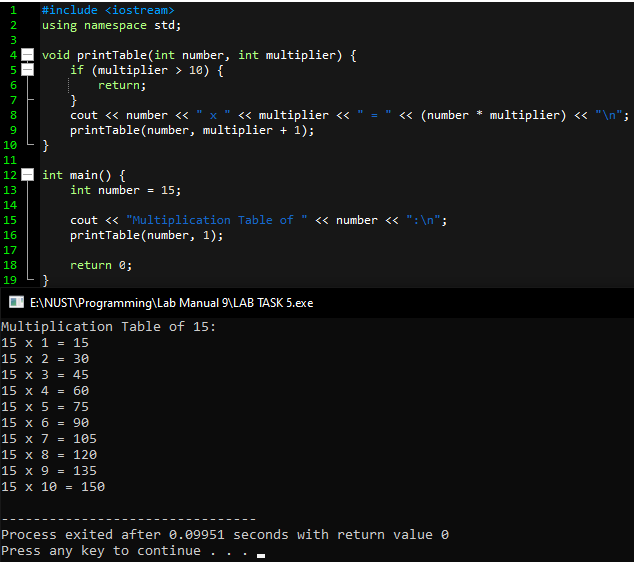 1 #include <iostream>
2 using namespace std;
3
4 void printTable(int number, int multiplier) {
5     if (multiplier > 10) {
6         return;
7     }
8     cout << number << " x " << multiplier << " = " << (number * multiplier) << "\n";
9     printTable(number, multiplier + 1);
10 }
11
12 int main() {
13     int number = 15;
14
15     cout << "Multiplication Table of " << number << ":\n";
16     printTable(number, 1);
17
18     return 0;
19 }
E:\NUST\Programming\Lab Manual 9\LAB TASK 5.exe
Multiplication Table of 15:
15 x 1 = 15
15 x 2 = 30
15 x 3 = 45
15 x 4 = 60
15 x 5 = 75
15 x 6 = 90
15 x 7 = 105
15 x 8 = 120
15 x 9 = 135
15 x 10 = 150
--------------------------------
Process exited after 0.09951 seconds with return value 0
Press any key to continue . . .